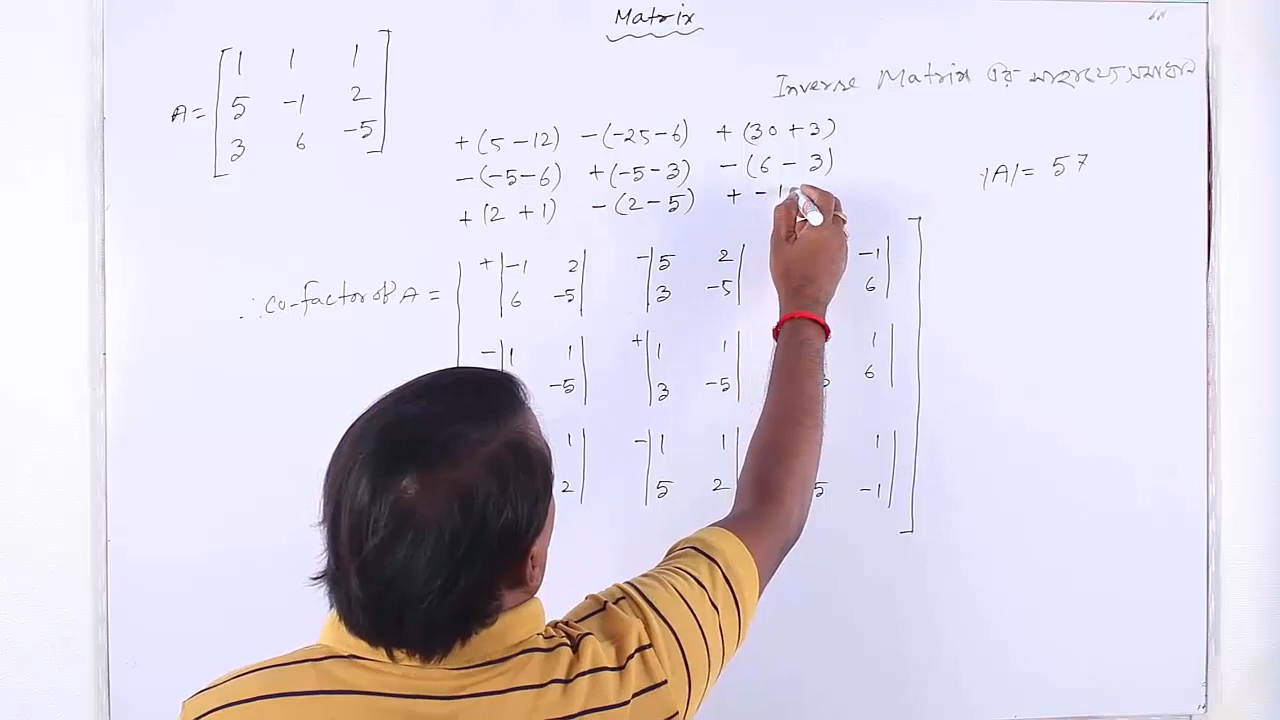 Matrix
A = [ 1 1 1
5 -1 2
3 6 -5 ]
Inverse Matrix এর সাহায্যে সমাধান
+(5-12) -(-25-6) +(30+3)
-(-5-6) +(-5-3) -(6-3)
+(2+1) -(2-5) + -1
|A| = 57
∴ co-factor of A =
+| -1 2 -| 5 2 | -1 |
6 -5 | 3 -5 | 6 |
-| 1 1 | +| 1 1 | 1 |
-5 | 3 -5 | 3 6 |
1 | -| 1 1 | 1 |
2 | 5 2 5 -1 |